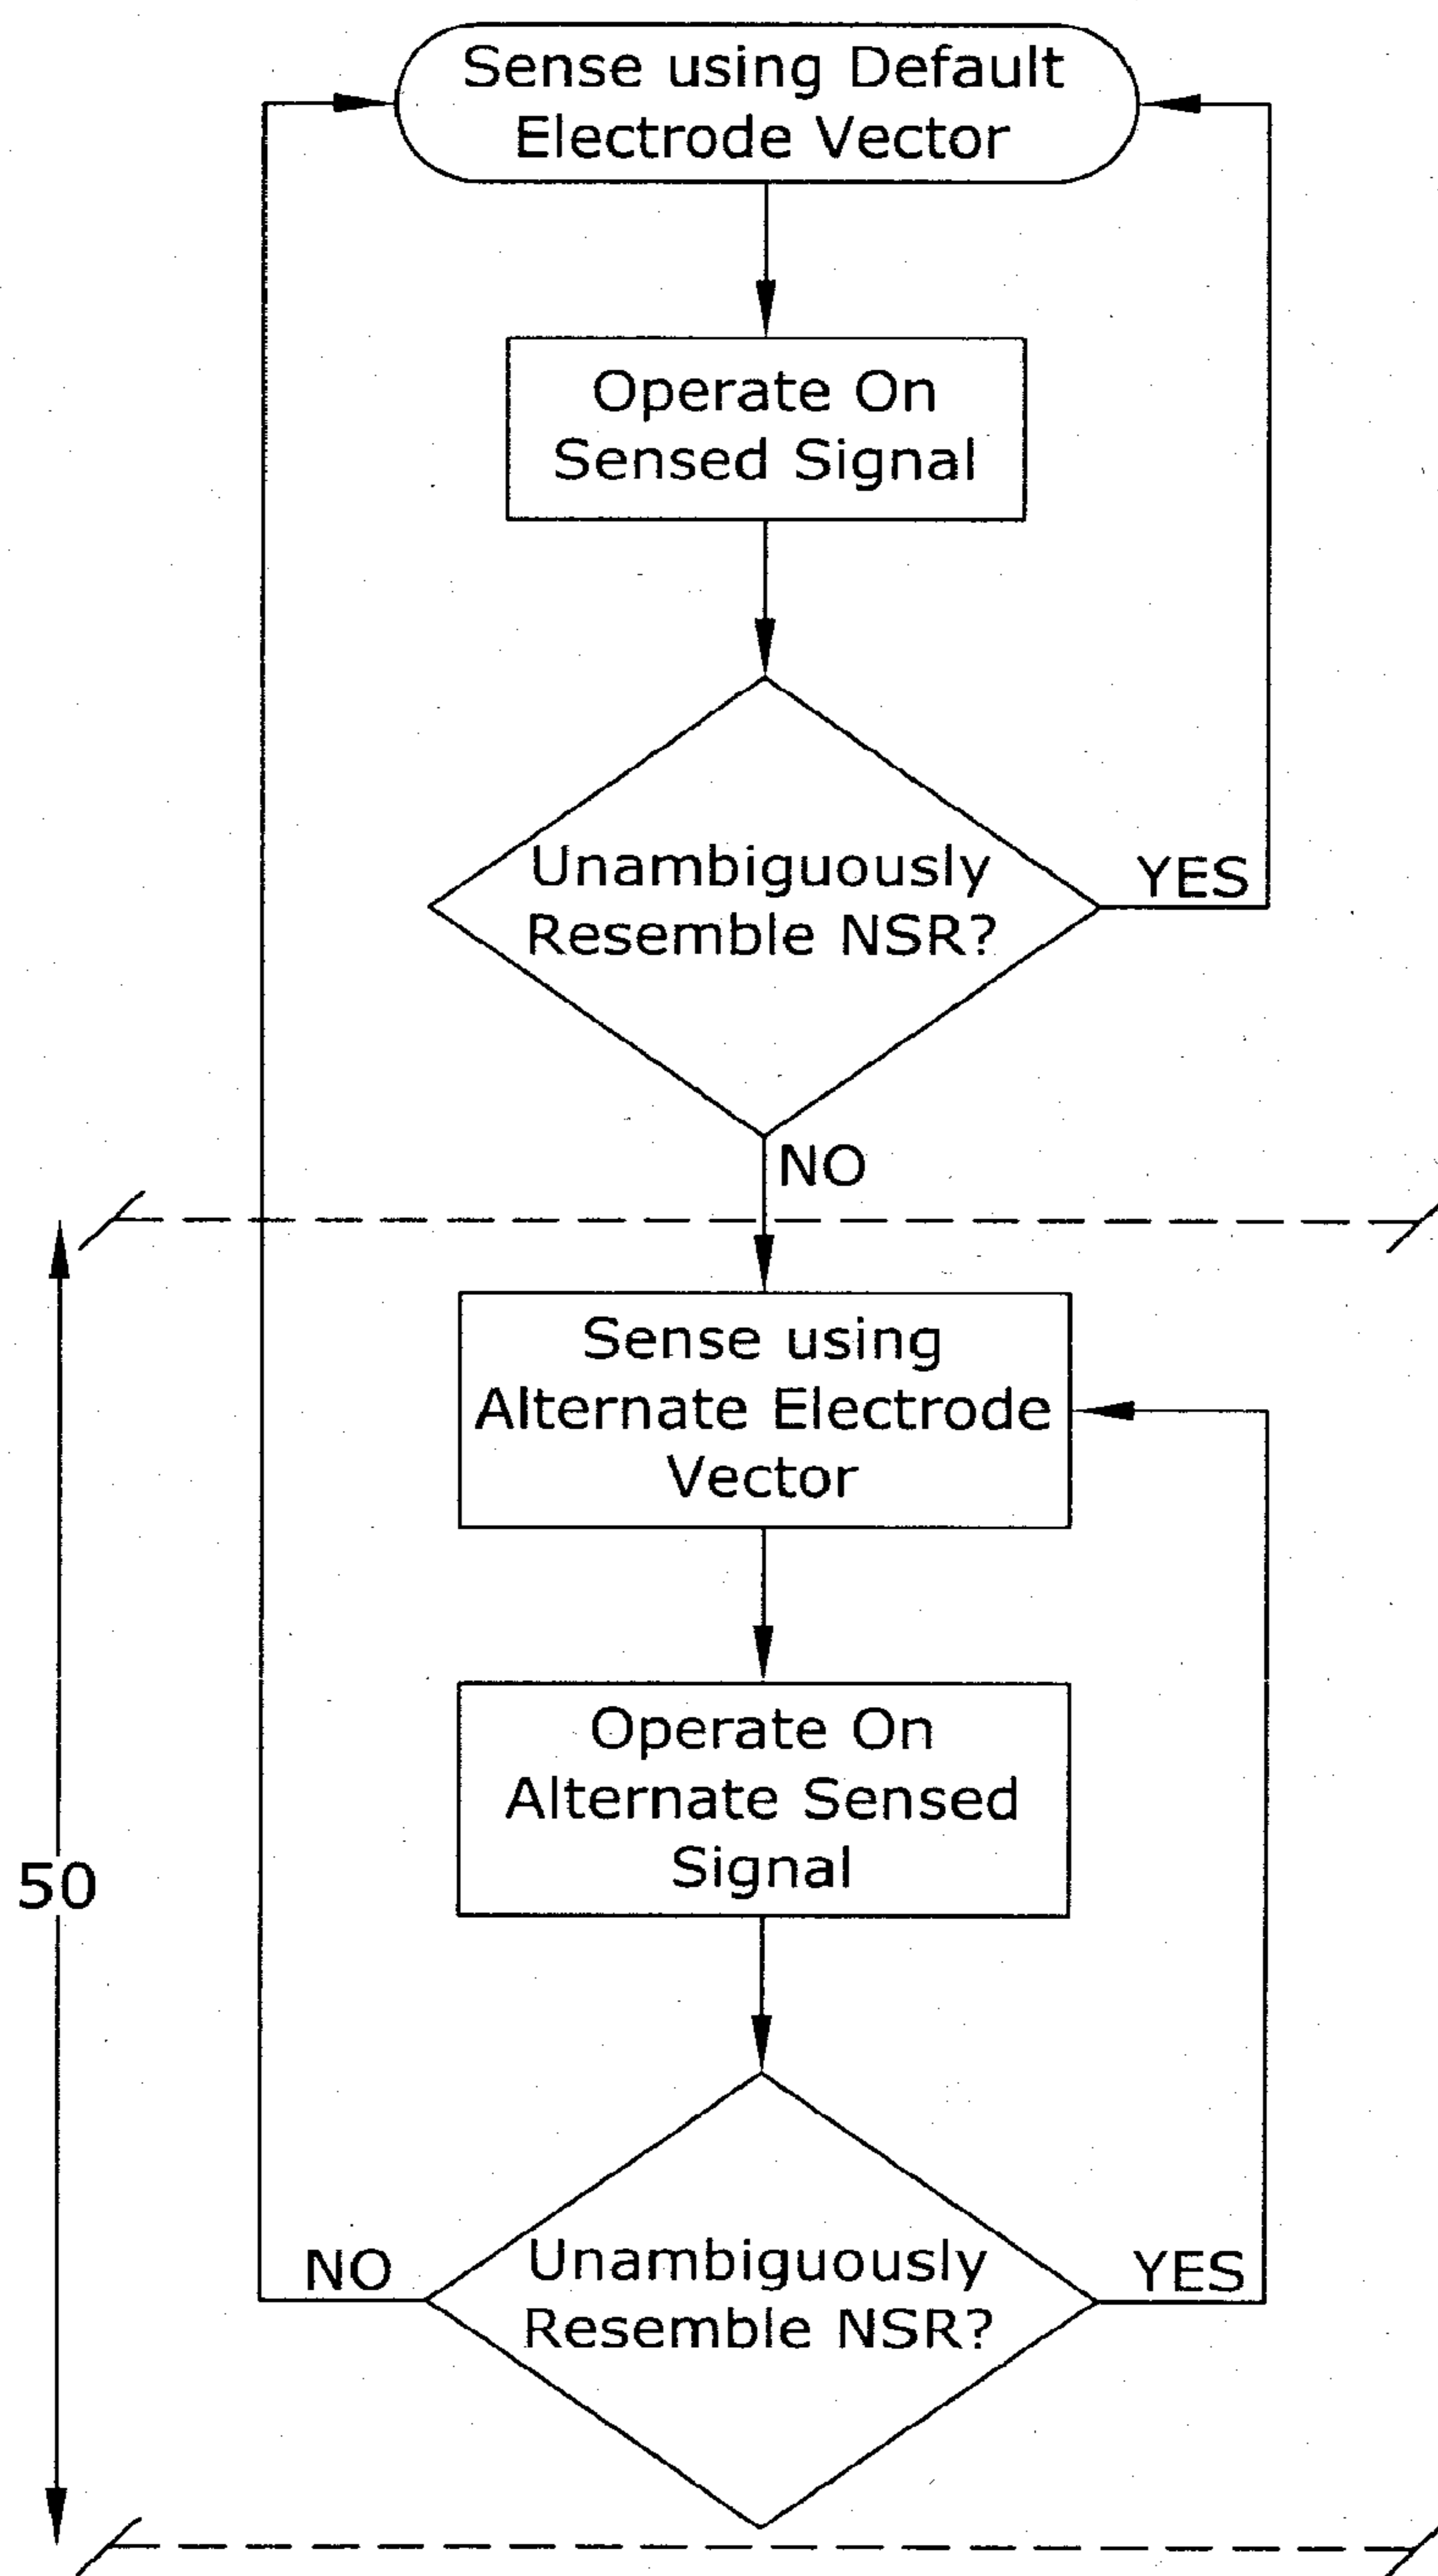 Sense using Default
Electrode Vector
Operate On
Sensed Signal
Unambiguously
Resemble NSR?
YES
NO
Sense using
Alternate Electrode
Vector
Operate On
Alternate Sensed
Signal
50
Unambiguously
Resemble NSR?
NO
YES